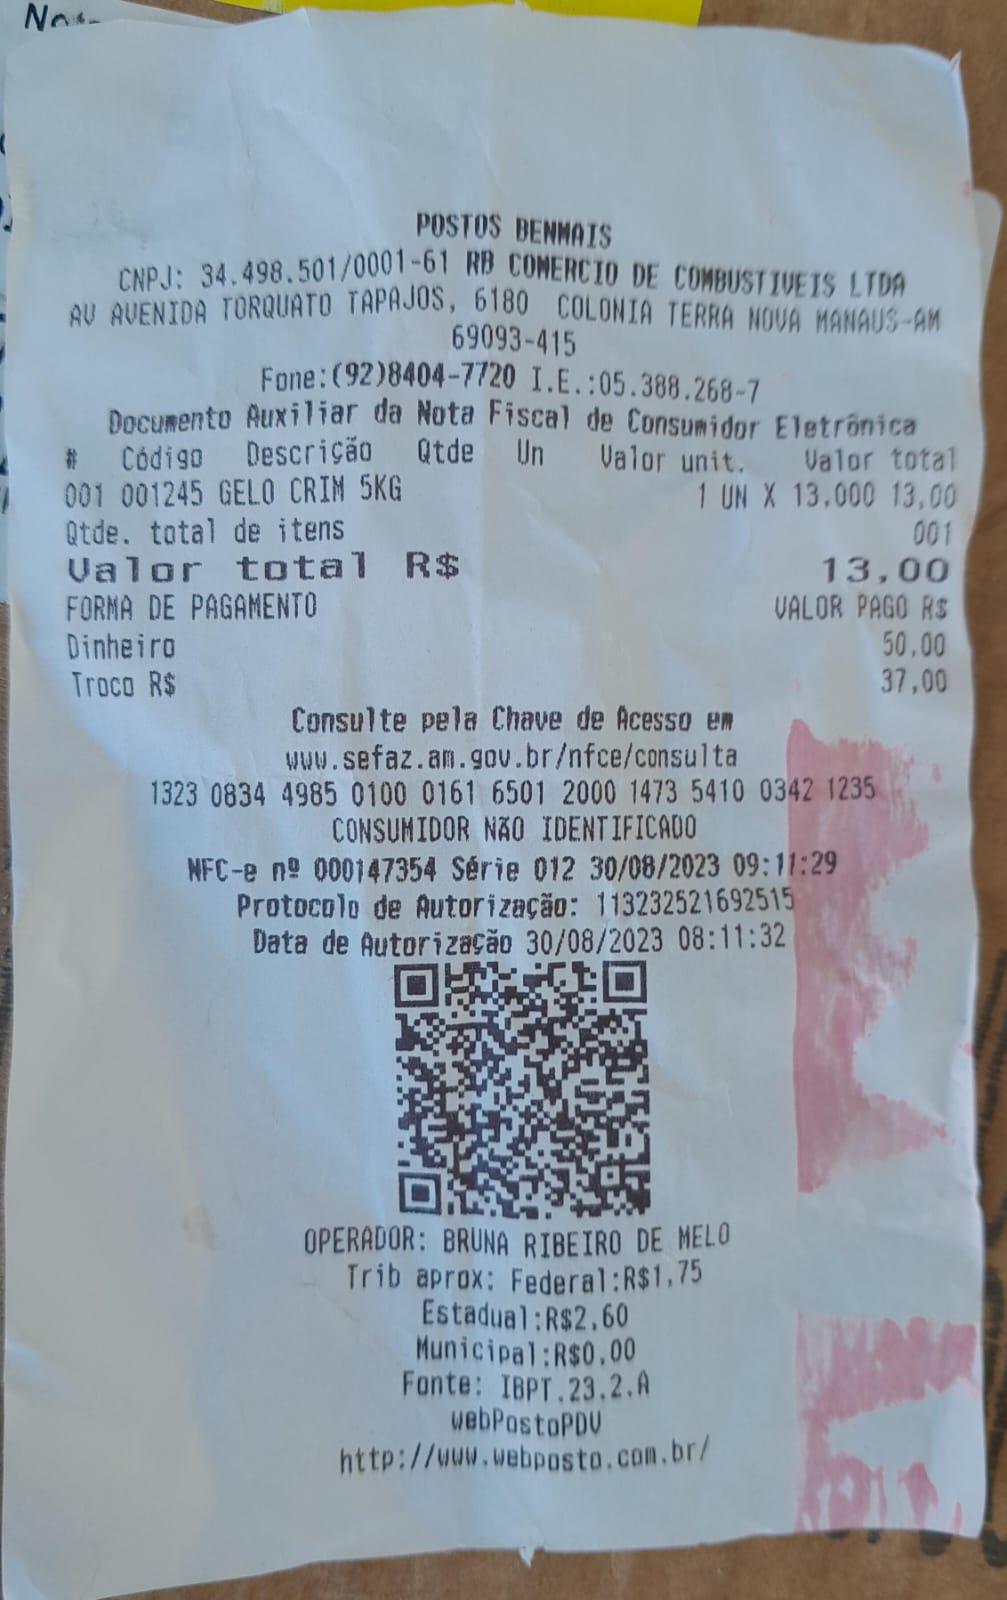 POSTOS BENMAIS
CNPJ: 34.498.501/0001-61 RB COMERCIO DE COMBUSTIVEIS LTDA
AV AVENIDA TORQUATO TAPAJOS, 6180 COLONIA TERRA NOVA MANAUS-AM
69093-415
Fone:(92)8404-7720 I.E.:05.388.268-7
Documento Auxiliar da Nota Fiscal de Consumidor Eletrônica
# Código Descrição Qtde Un Valor unit. Valor total
001 001245 GELO CRIM 5KG 1 UN X 13.000 13,00
Qtde. total de itens 001
Valor total R$ 13,00
FORMA DE PAGAMENTO VALOR PAGO R$
Dinheiro 50,00
Troco R$ 37,00
Consulte pela Chave de Acesso em
www.sefaz.am.gov.br/nfce/consulta
1323 0834 4985 0100 0161 6501 2000 1473 5410 0342 1235
CONSUMIDOR NÃO IDENTIFICADO
NFC-e nº 000147354 Série 012 30/08/2023 09:11:29
Protocolo de Autorização: 113232521692515
Data de Autorização 30/08/2023 08:11:32
OPERADOR: BRUNA RIBEIRO DE MELO
Trib aprox: Federal:R$1,75
Estadual:R$2,60
Municipal:R$0,00
Fonte: IBPT.23.2.A
webPostoPDV
http://www.webposto.com.br/